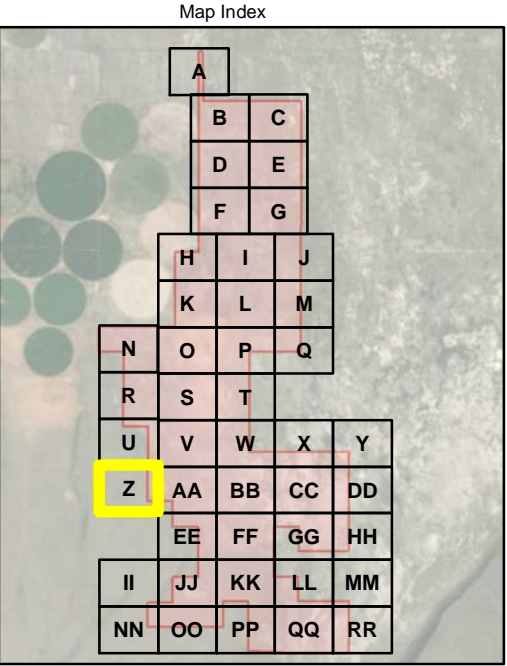 Map Index
A
B C
D E
F G
H I J
K L M
N O P Q
R S T
U V W X Y
Z AA BB CC DD
EE FF GG HH
II JJ KK LL MM
NN OO PP QQ RR